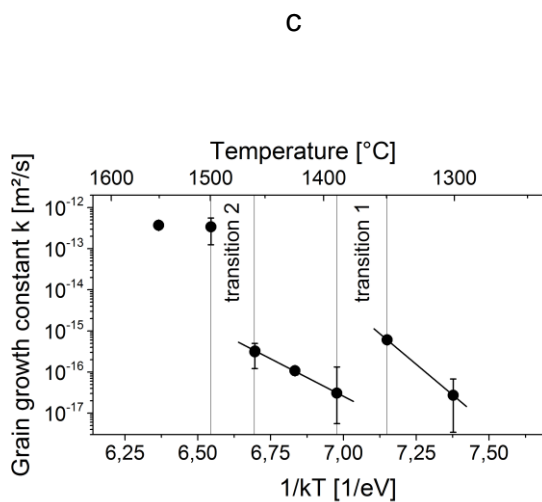 c
Temperature [°C]
1600 1500 1400 1300
Grain growth constant k [m²/s]
10⁻¹²
10⁻¹³
10⁻¹⁴
10⁻¹⁵
10⁻¹⁶
10⁻¹⁷
transition 2
transition 1
6,25 6,50 6,75 7,00 7,25 7,50
1/kT [1/eV]